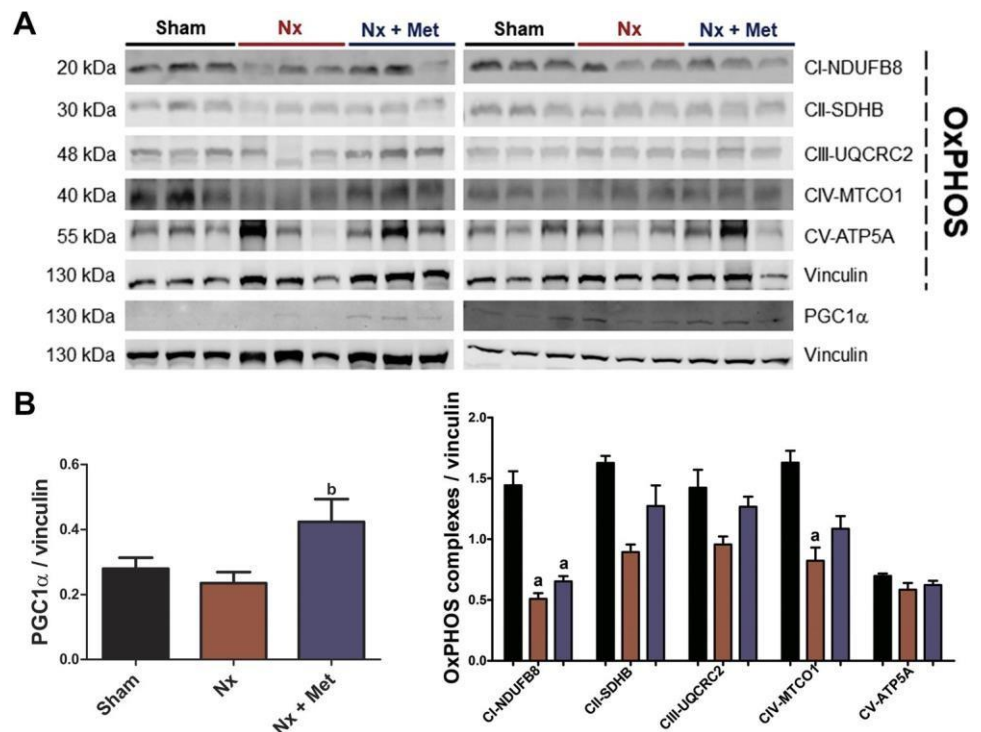 A
Sham Nx Nx + Met Sham Nx Nx + Met
20 kDa CI-NDUFB8
30 kDa CII-SDHB
48 kDa CIII-UQCRC2
40 kDa CIV-MTCO1
55 kDa CV-ATP5A
130 kDa Vinculin
130 kDa PGC1α
130 kDa Vinculin
OxPHOS
B
PGC1α / vinculin
0.6
0.4
0.2
0.0
b
Sham Nx Nx + Met
OxPHOS complexes / vinculin
2.0
1.5
1.0
0.5
0.0
a a a
CI-NDUFB8 CII-SDHB CIII-UQCRC2 CIV-MTCO1 CV-ATP5A